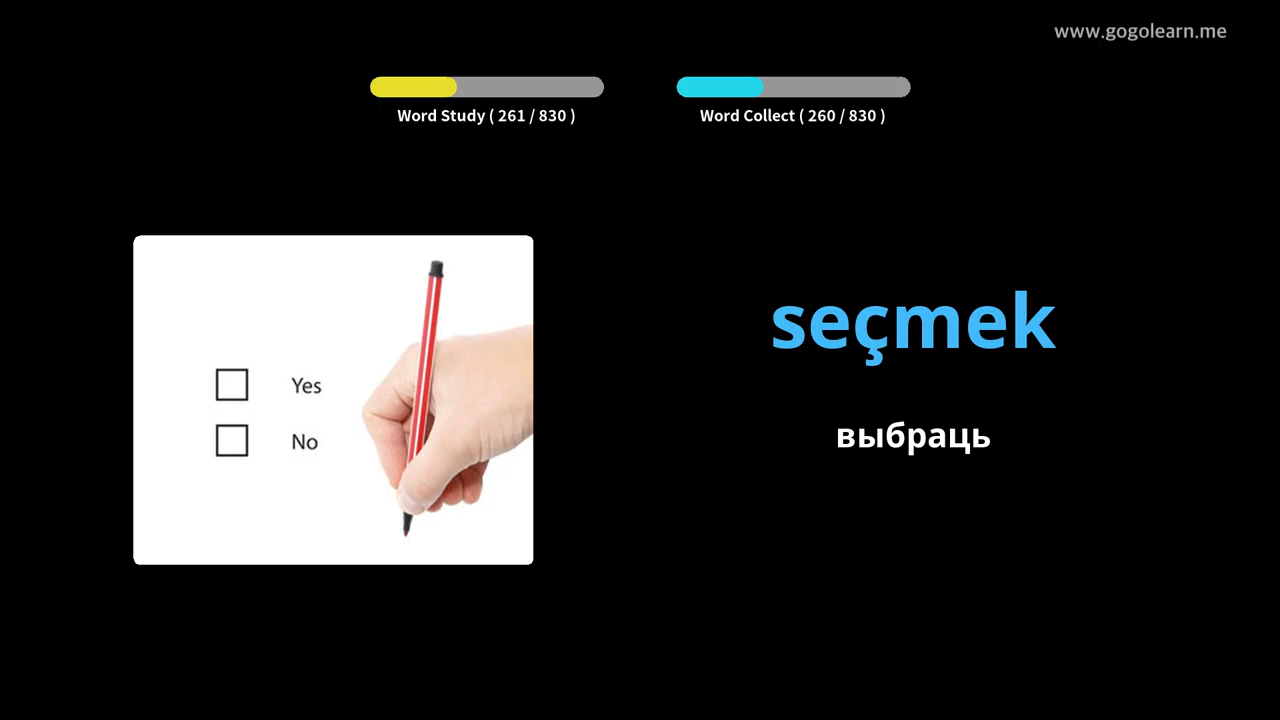 www.gogolearn.me
Word Study ( 261 / 830 )
Word Collect ( 260 / 830 )
Yes
No
seçmek
выбраць